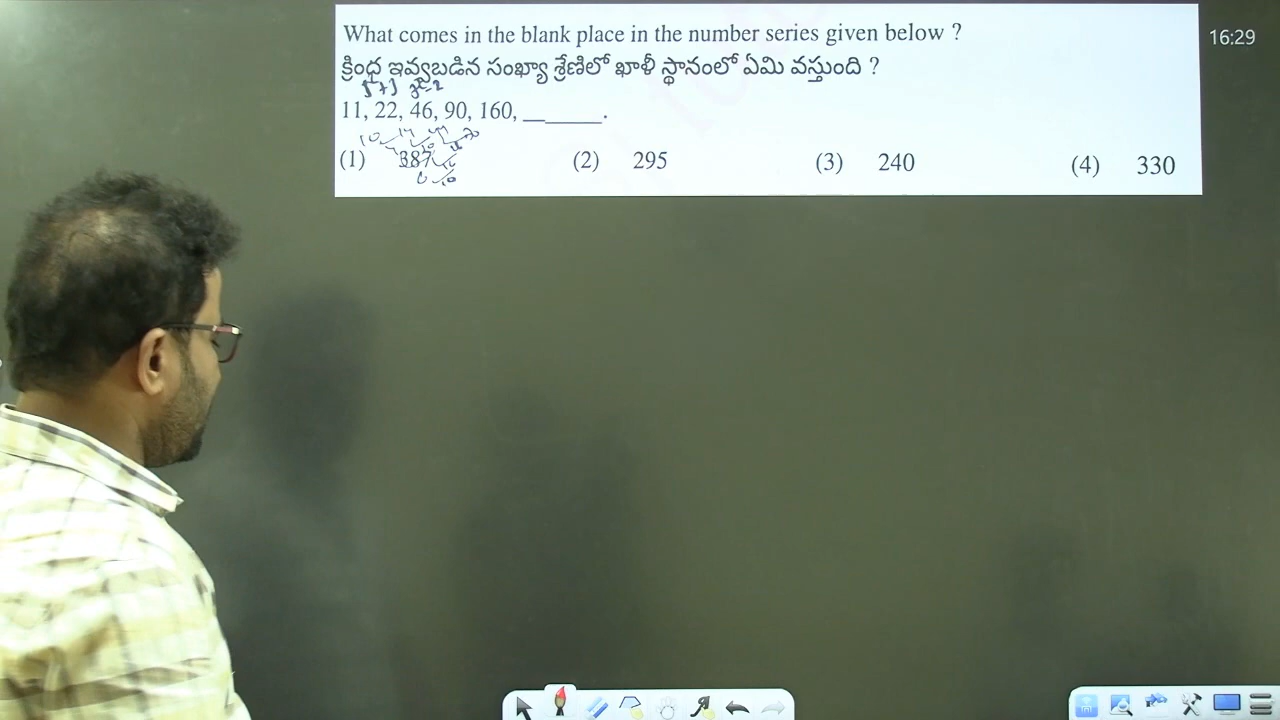 16:29
What comes in the blank place in the number series given below ?
క్రింద ఇవ్వబడిన సంఖ్యా శ్రేణిలో ఖాళీ స్థానంలో ఏమి వస్తుంది ?
11, 22, 46, 90, 160, ________.
(1) 387 (2) 295 (3) 240 (4) 330